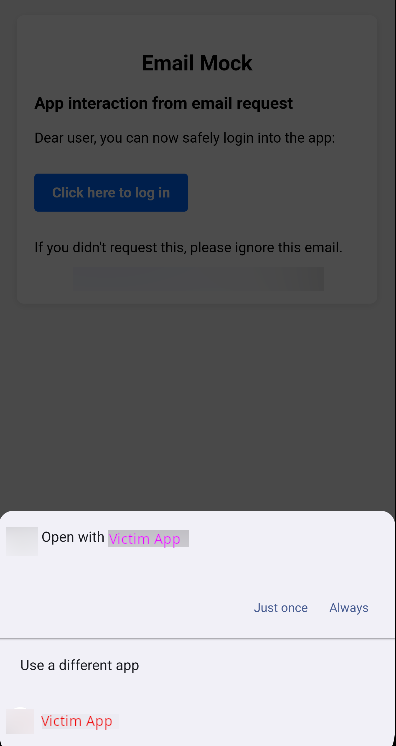 Email Mock
App interaction from email request
Dear user, you can now safely login into the app:
Click here to log in
If you didn't request this, please ignore this email.
Open with Victim App
Just once Always
Use a different app
Victim App